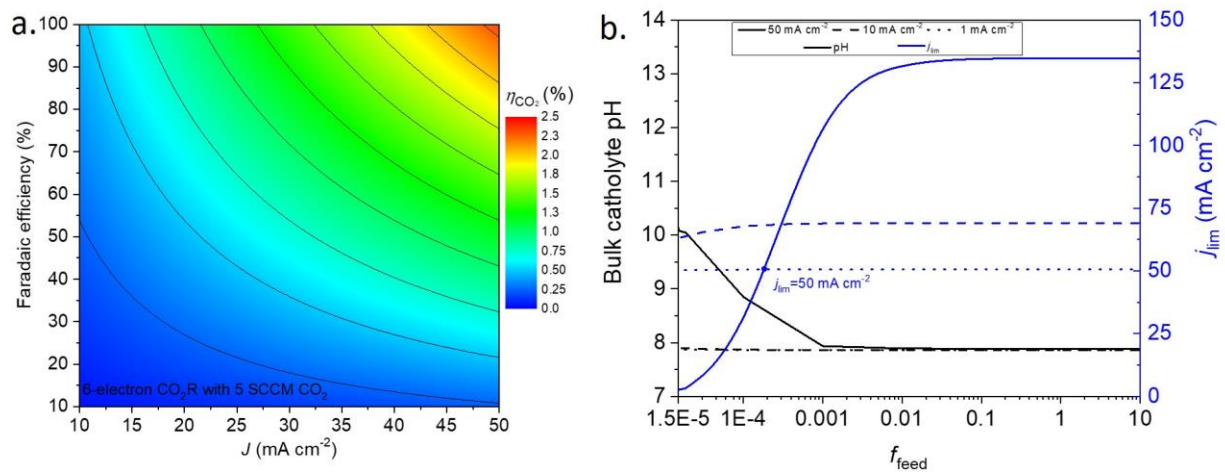 a.
100
90
80
70
60
50
40
30
20
10
Faradaic efficiency (%)
10 15 20 25 30 35 40 45 50
J (mA cm⁻²)
6-electron CO₂R with 5 SCCM CO₂
η_CO₂ (%)
2.5
2.3
2.0
1.8
1.5
1.3
1.0
0.75
0.50
0.25
0.0
b.
50 mA cm⁻² 10 mA cm⁻² 1 mA cm⁻²
pH j_lim
14
13
12
11
10
9
8
7
Bulk catholyte pH
j_lim=50 mA cm⁻²
150
125
100
75
50
25
0
j_lim (mA cm⁻²)
1.5E-5 1E-4 0.001 0.01 0.1 1 10
f_feed